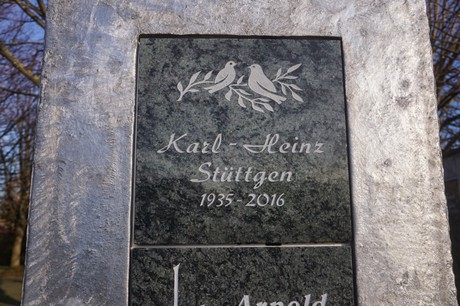 Karl-Heinz
Stüttgen
1935-2016
Arnold